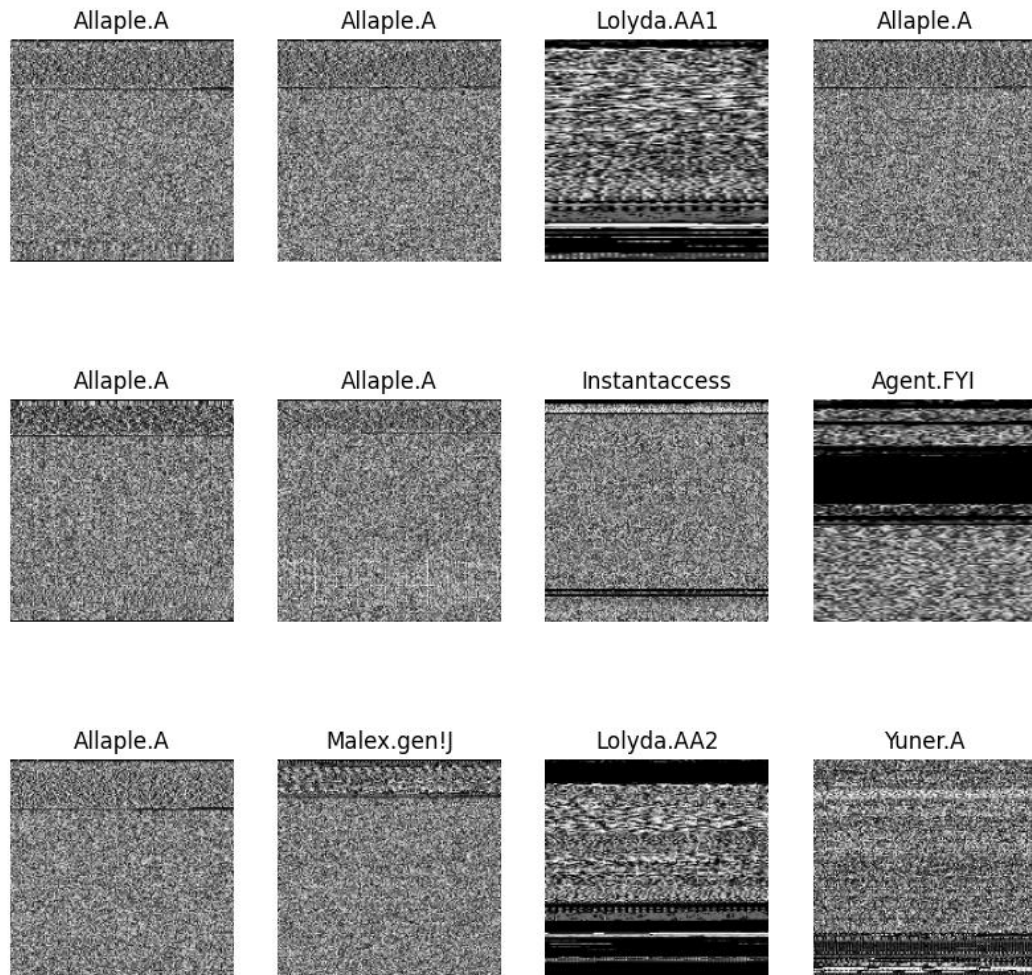 Allaple.A
Allaple.A
Lolyda.AA1
Allaple.A
Allaple.A
Allaple.A
Instantaccess
Agent.FYI
Allaple.A
Malex.gen!J
Lolyda.AA2
Yuner.A